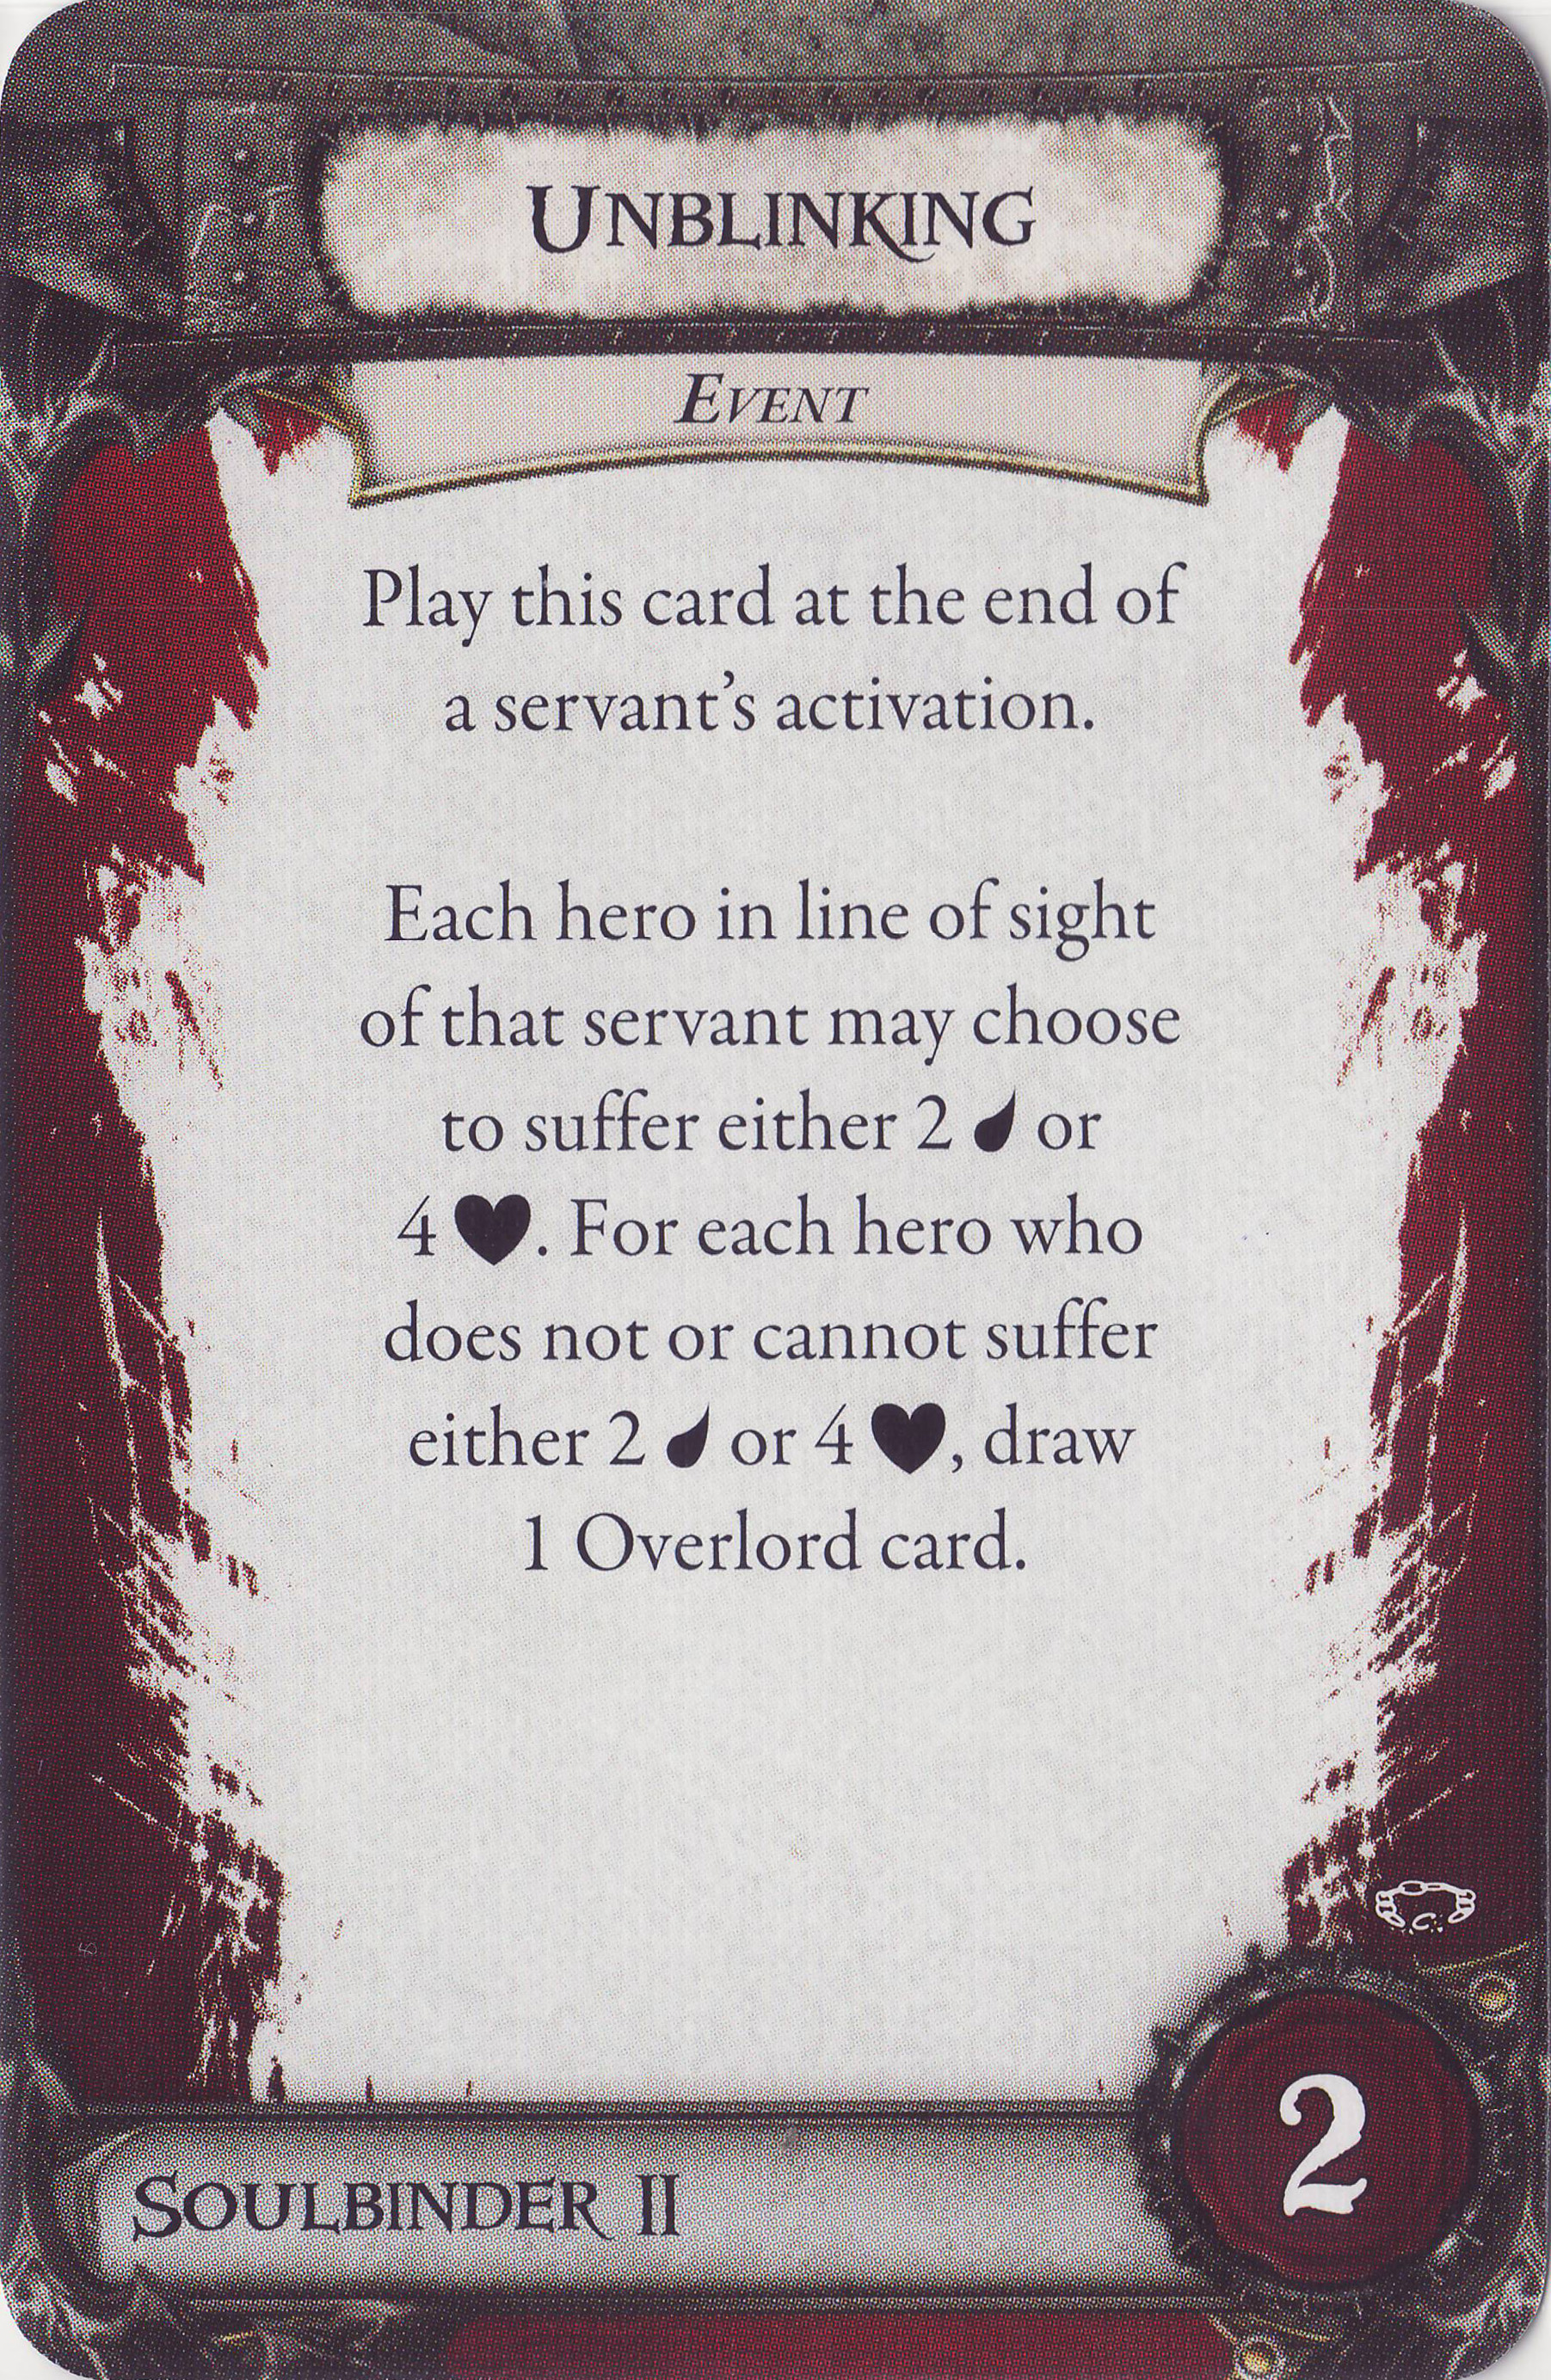 Unblinking
Event
Play this card at the end of
a servant's activation.
Each hero in line of sight
of that servant may choose
to suffer either 2 or
4 ♥. For each hero who
does not or cannot suffer
either 2 or 4 ♥, draw
1 Overlord card.
2
Soulbinder II